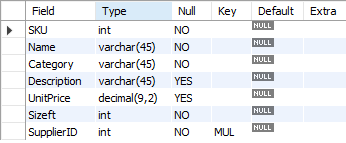 Field Type Null Key Default Extra
SKU int NO NULL
Name varchar(45) NO NULL
Category varchar(45) NO NULL
Description varchar(45) YES NULL
UnitPrice decimal(9,2) YES NULL
Sizeft int NO NULL
SupplierID int NO MUL NULL